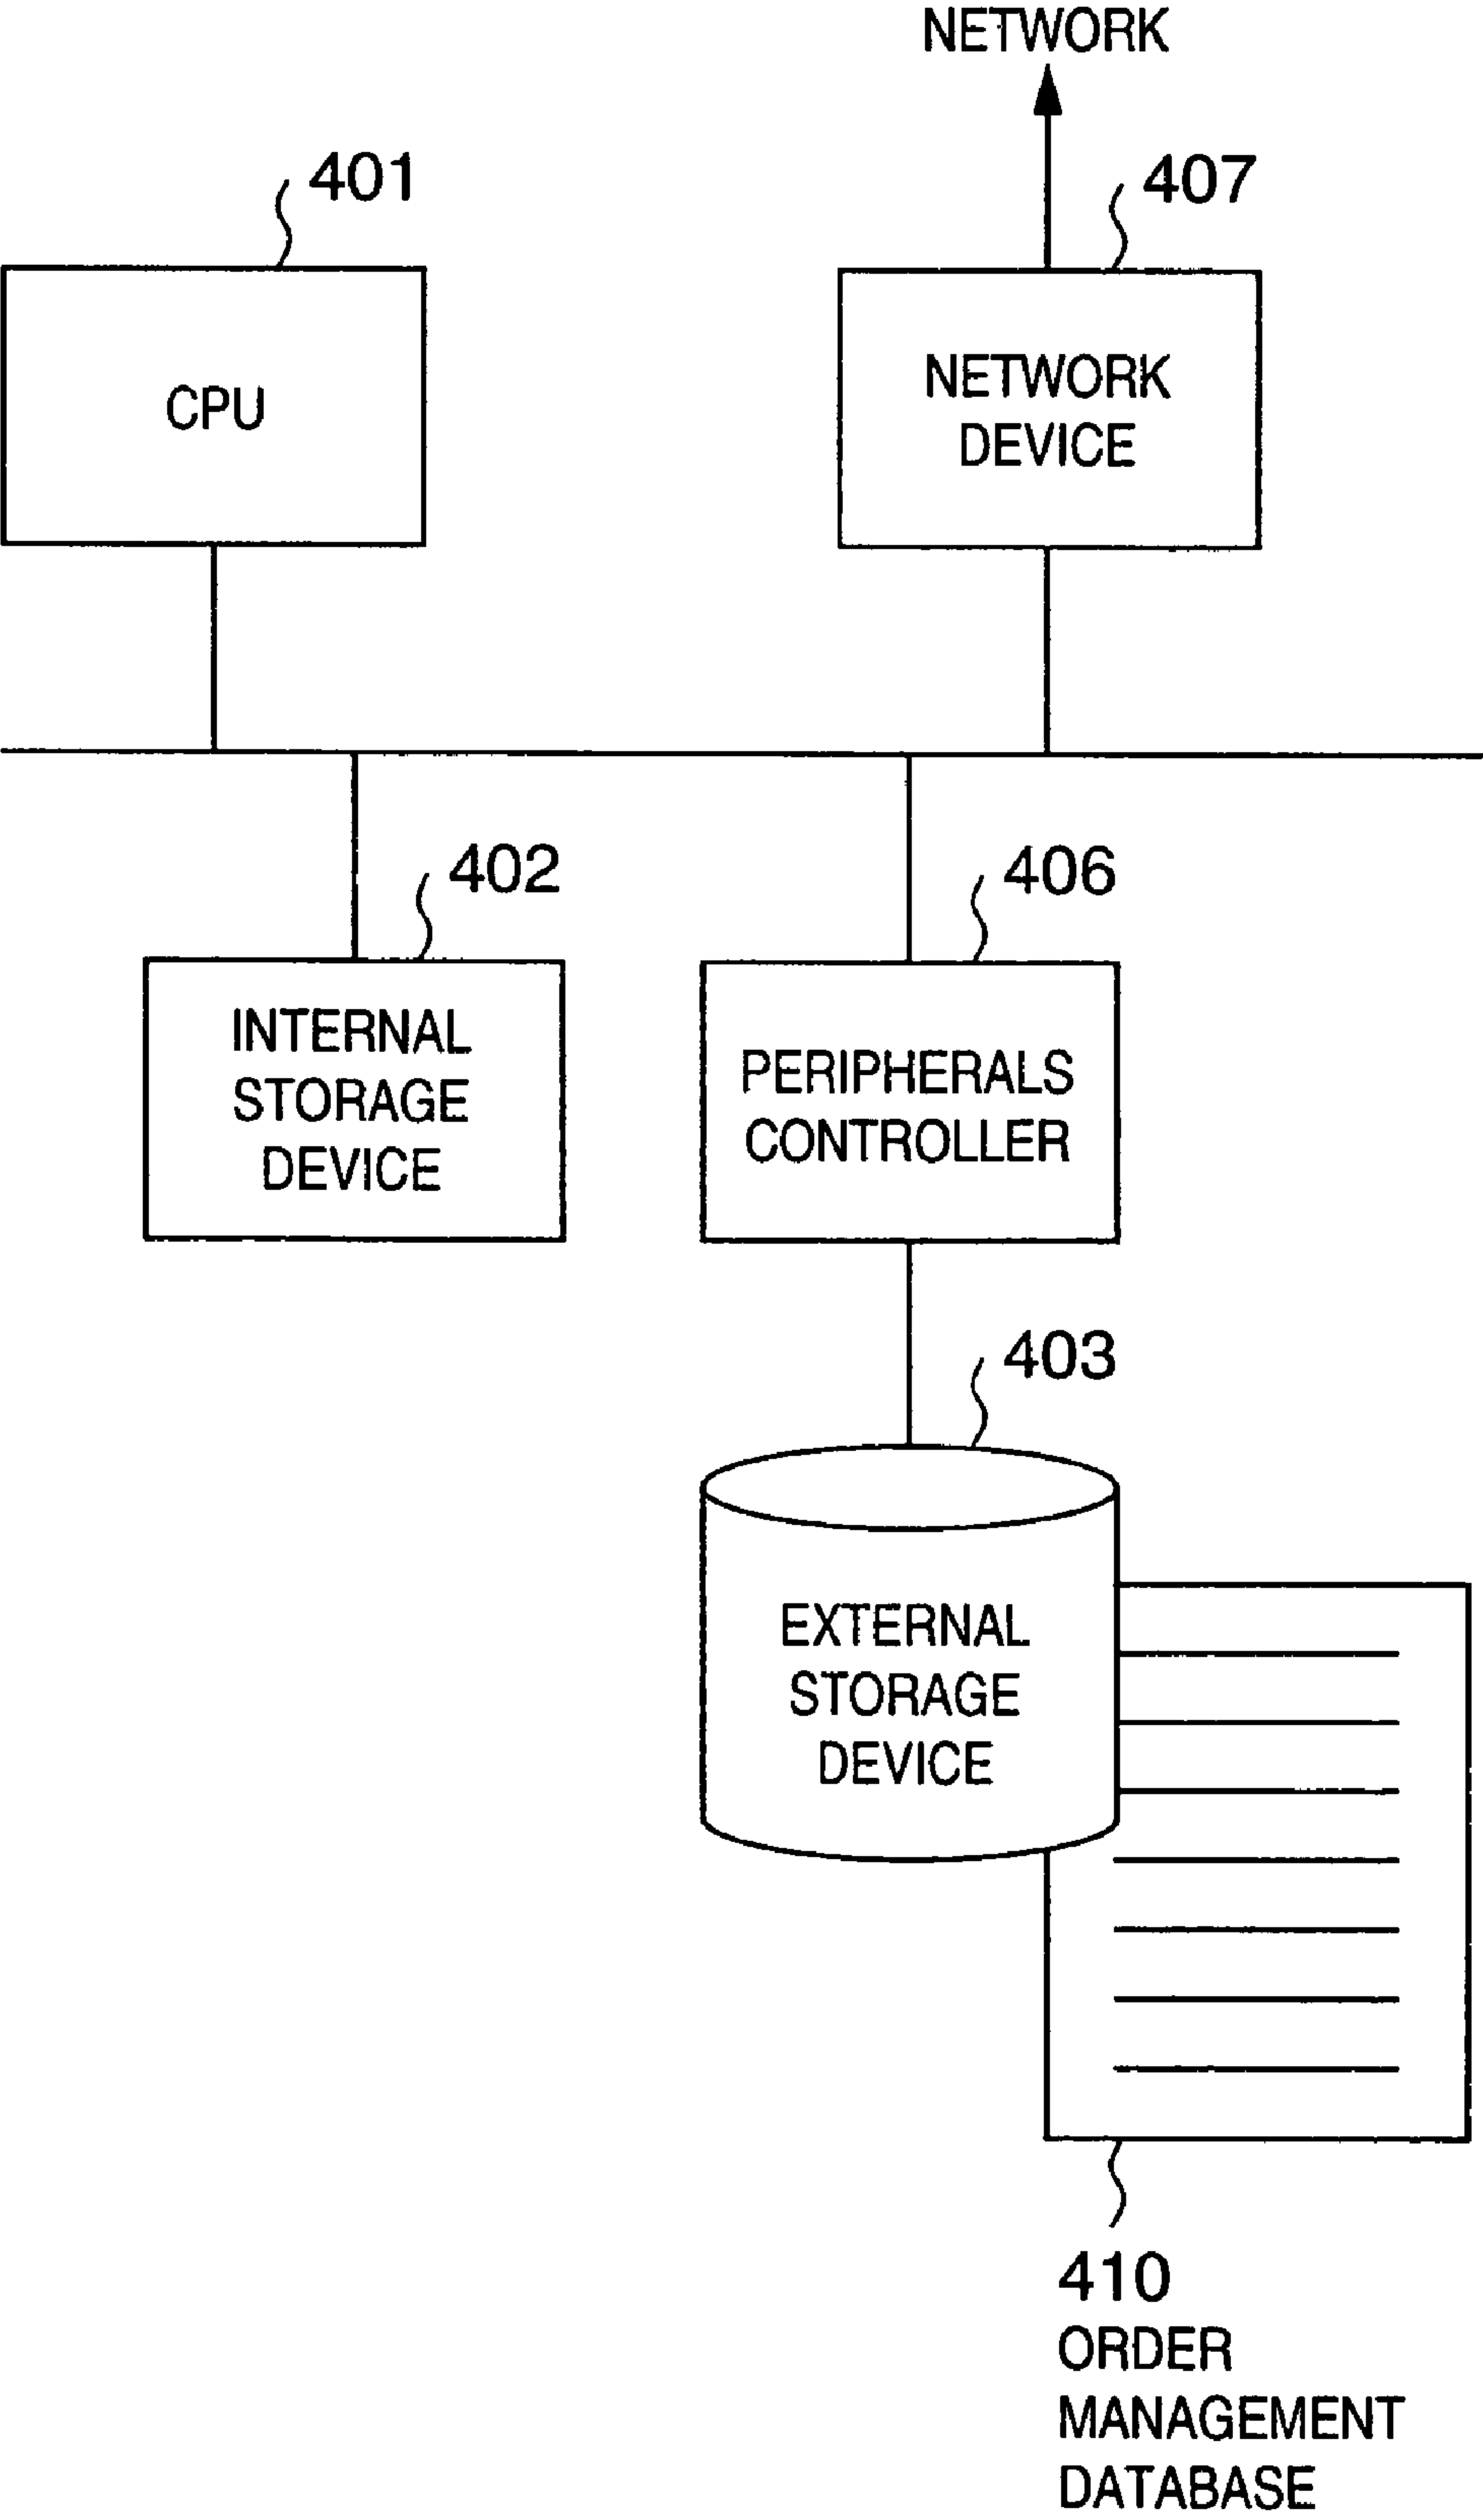 NETWORK
401
407
CPU
NETWORK
DEVICE
402
406
INTERNAL
STORAGE
DEVICE
PERIPHERALS
CONTROLLER
403
EXTERNAL
STORAGE
DEVICE
410
ORDER
MANAGEMENT
DATABASE